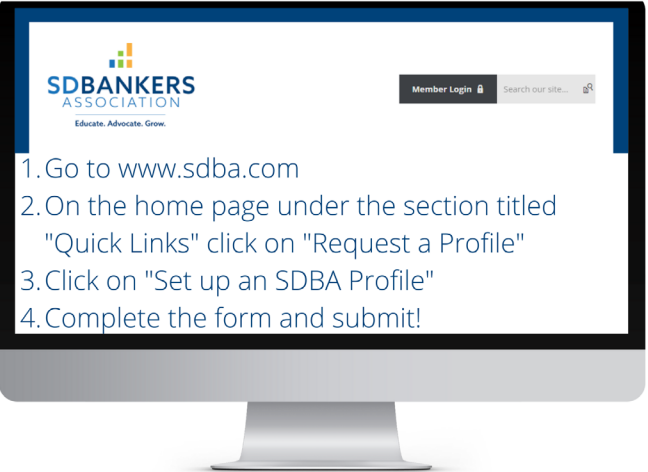 SDBANKERS
ASSOCIATION
Educate. Advocate. Grow.
Member Login
Search our site...
1. Go to www.sdba.com
2. On the home page under the section titled
"Quick Links" click on "Request a Profile"
3. Click on "Set up an SDBA Profile"
4. Complete the form and submit!